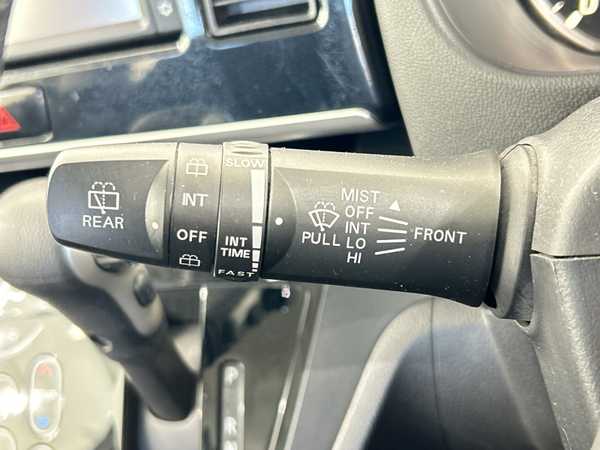 REAR
INT
OFF
SLOW
INT
TIME
FAST
PULL
MIST
OFF
INT
LO
HI
FRONT
P
R
N